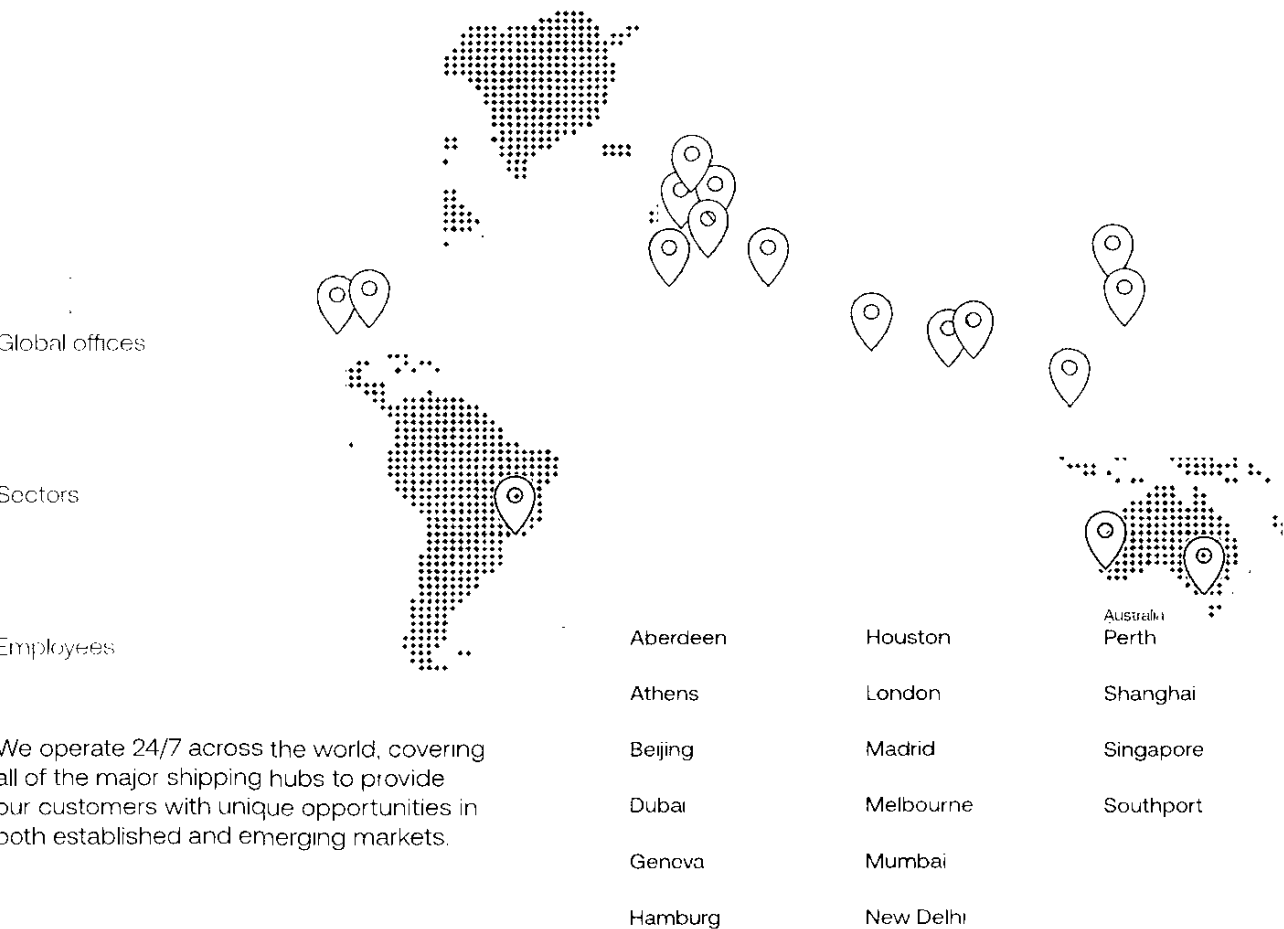 Global offices
Sectors
Employees
We operate 24/7 across the world, covering
all of the major shipping hubs to provide
our customers with unique opportunities in
both established and emerging markets.
Aberdeen
Athens
Beijing
Dubai
Geneva
Hamburg
Houston
London
Madrid
Melbourne
Mumbai
New Delhi
Australia
Perth
Shanghai
Singapore
Southport